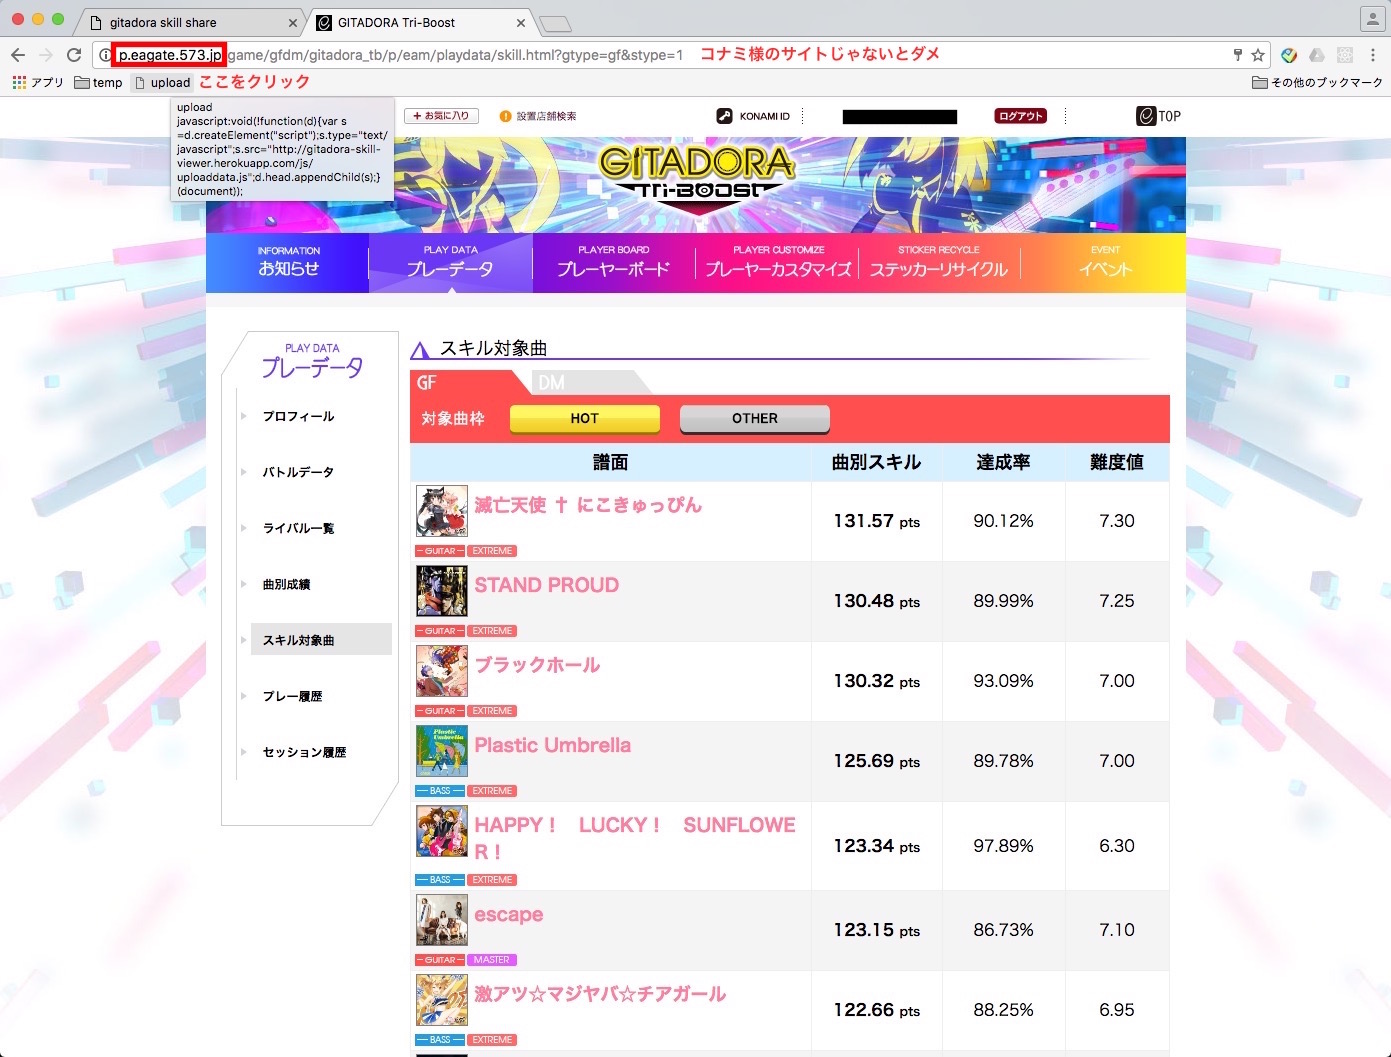 gitadora skill share
GITADORA Tri-Boost
p.eagate.573.jp/game/gfdm/gitadora_tb/p/eam/playdata/skill.html?gtype=gf&stype=1
コナミ様のサイトじゃないとダメ
アプリ
temp
upload
ここをクリック
その他のブックマーク
upload
javascript:void(!function(d){var s
=d.createElement("script");s.type="text/
javascript";s.src="http://gitadora-skill-
viewer.herokuapp.com/js/
uploaddata.js";d.head.appendChild(s);}
(document));
+ お気に入り
設置店舗検索
KONAMI ID
ログアウト
TOP
GITADORA
Tri-BOOST
INFORMATION
お知らせ
PLAY DATA
プレーデータ
PLAYER BOARD
プレーヤーボード
PLAYER CUSTOMIZE
プレーヤーカスタマイズ
STICKER RECYCLE
ステッカーリサイクル
EVENT
イベント
PLAY DATA
プレーデータ
プロフィール
バトルデータ
ライバル一覧
曲別成績
スキル対象曲
プレー履歴
セッション履歴
スキル対象曲
GF
DM
対象曲枠
HOT
OTHER
譜面 曲別スキル 達成率 難度値
滅亡天使 † にこきゅっぴん
131.57 pts 90.12% 7.30
GUITAR EXTREME
STAND PROUD
130.48 pts 89.99% 7.25
GUITAR EXTREME
ブラックホール
130.32 pts 93.09% 7.00
GUITAR EXTREME
Plastic Umbrella
125.69 pts 89.78% 7.00
BASS EXTREME
HAPPY！　LUCKY！　SUNFLOWE
R！
123.34 pts 97.89% 6.30
BASS EXTREME
escape
123.15 pts 86.73% 7.10
GUITAR MASTER
激アツ☆マジヤバ☆チアガール
122.66 pts 88.25% 6.95
BASS EXTREME